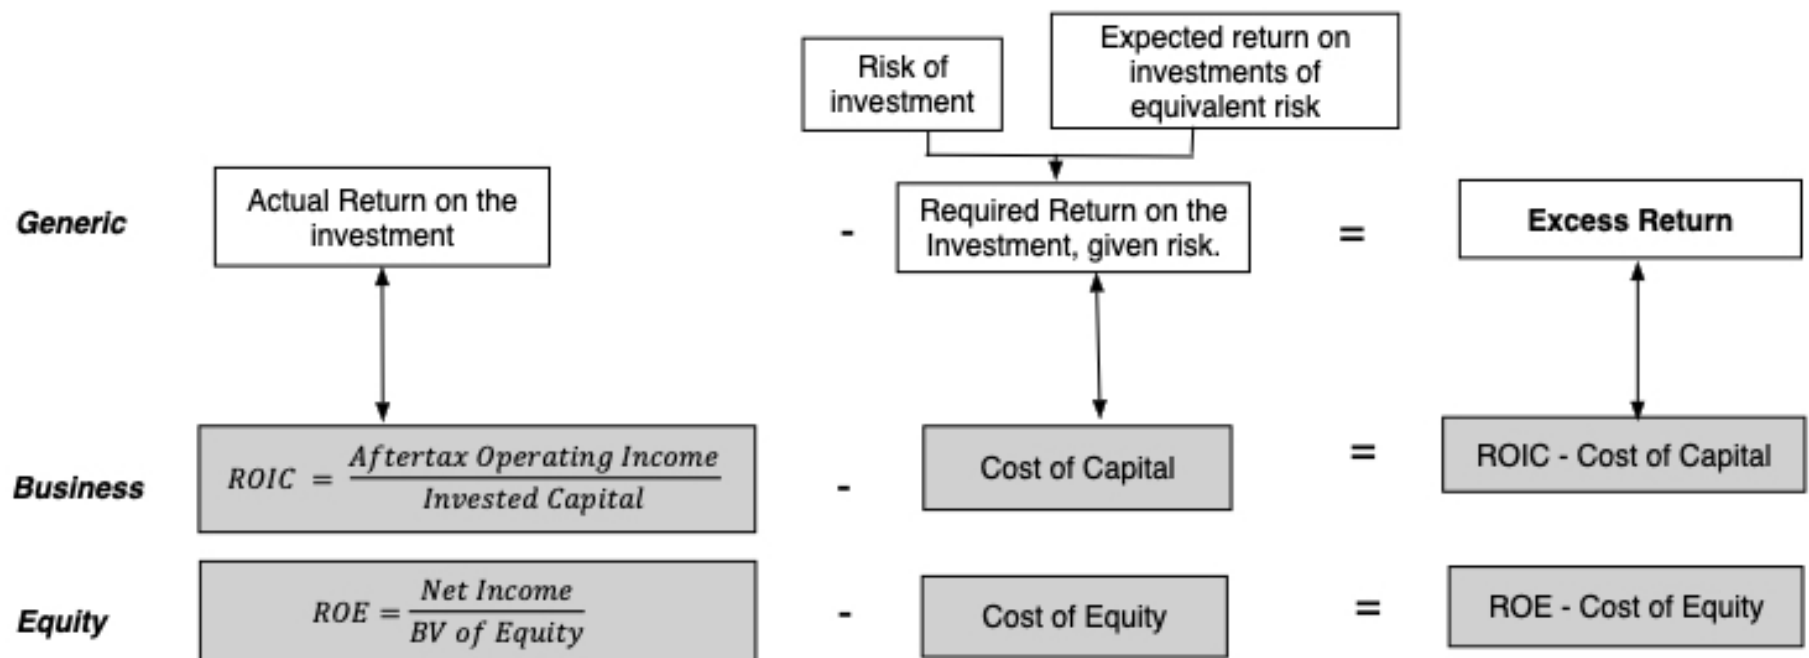 Risk of
investment
Expected return on
investments of
equivalent risk
Generic
Actual Return on the
investment
-
Required Return on the
Investment, given risk.
=
Excess Return
Business
ROIC = Aftertax Operating Income
Invested Capital
-
Cost of Capital
=
ROIC - Cost of Capital
Equity
ROE = Net Income
BV of Equity
-
Cost of Equity
=
ROE - Cost of Equity